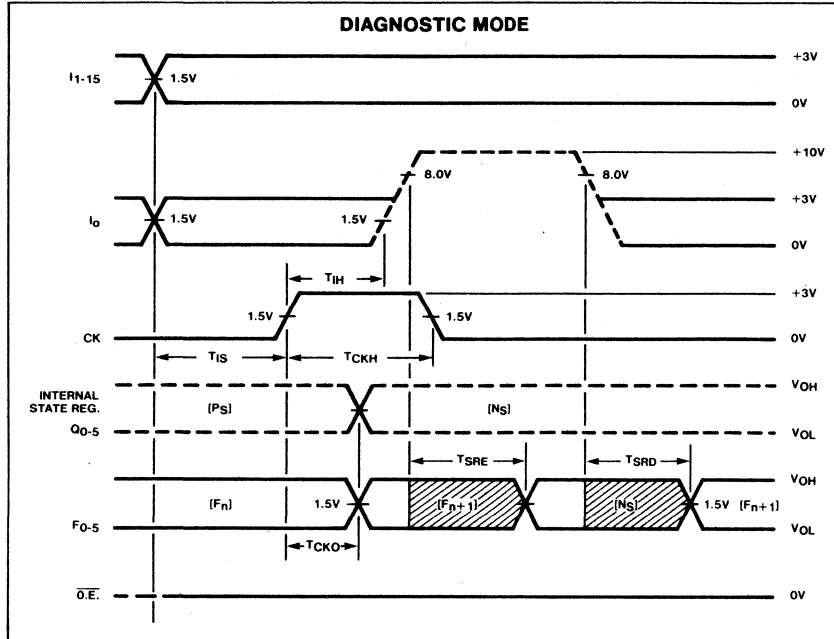 DIAGNOSTIC MODE
I1-15
1.5V
+3V
0V
+10V
8.0V
8.0V
+3V
I0
1.5V
1.5V
0V
TIH
+3V
1.5V
1.5V
CK
0V
TIS
TCKH
VOH
INTERNAL
STATE REG.
[PS]
[NS]
Q0-5
VOL
TSRE
TSRD
VOH
[Fn]
1.5V
[Fn+1]
[NS]
1.5V
[Fn+1]
F0-5
VOL
TCKO
O.E.
0V